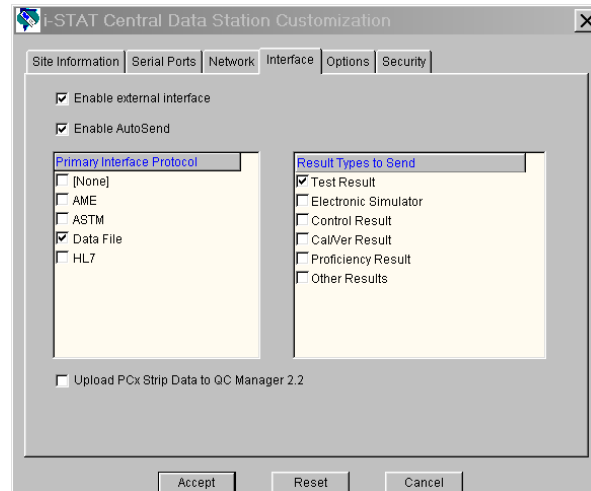 i-STAT Central Data Station Customization
Site Information Serial Ports Network Interface Options Security
Enable external interface
Enable AutoSend
Primary Interface Protocol
[None]
AME
ASTM
Data File
HL7
Result Types to Send
Test Result
Electronic Simulator
Control Result
Cal/Ver Result
Proficiency Result
Other Results
Upload PCx Strip Data to QC Manager 2.2
Accept Reset Cancel